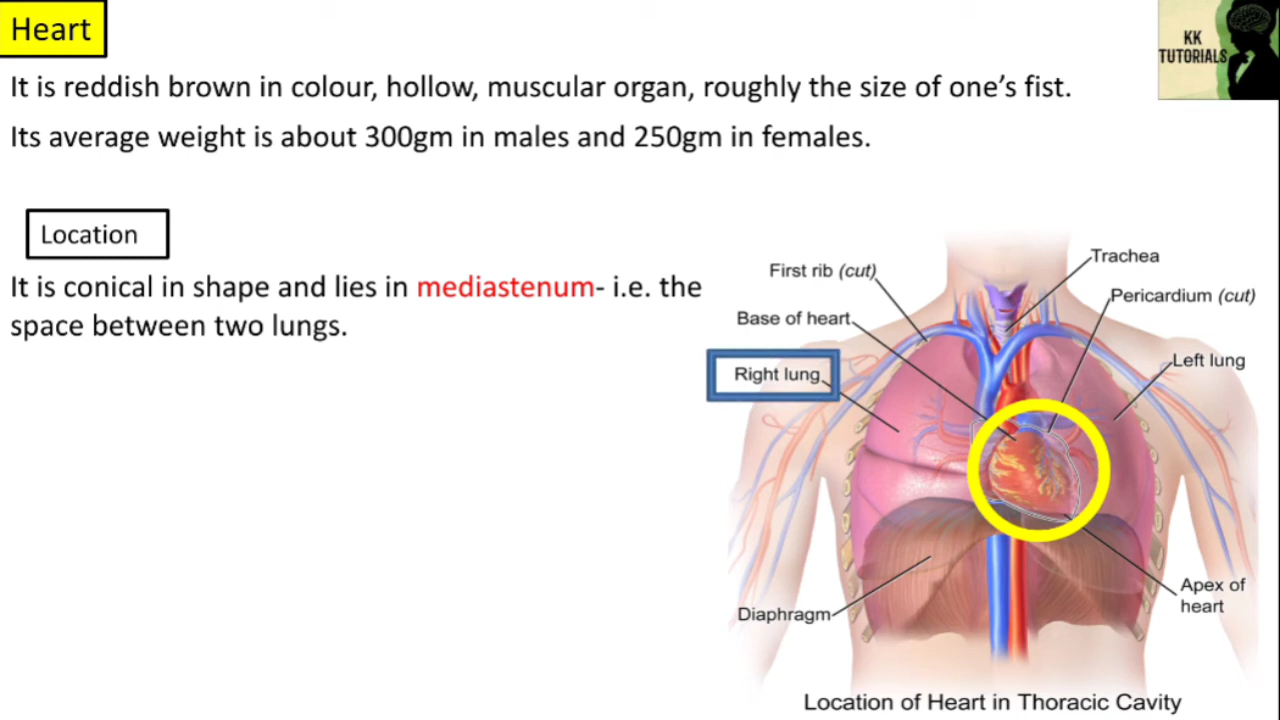 Heart
KK
TUTORIALS
It is reddish brown in colour, hollow, muscular organ, roughly the size of one’s fist.
Its average weight is about 300gm in males and 250gm in females.
Location
It is conical in shape and lies in mediastenum- i.e. the
space between two lungs.
First rib (cut)
Base of heart
Right lung
Diaphragm
Trachea
Pericardium (cut)
Left lung
Apex of
heart
Location of Heart in Thoracic Cavity